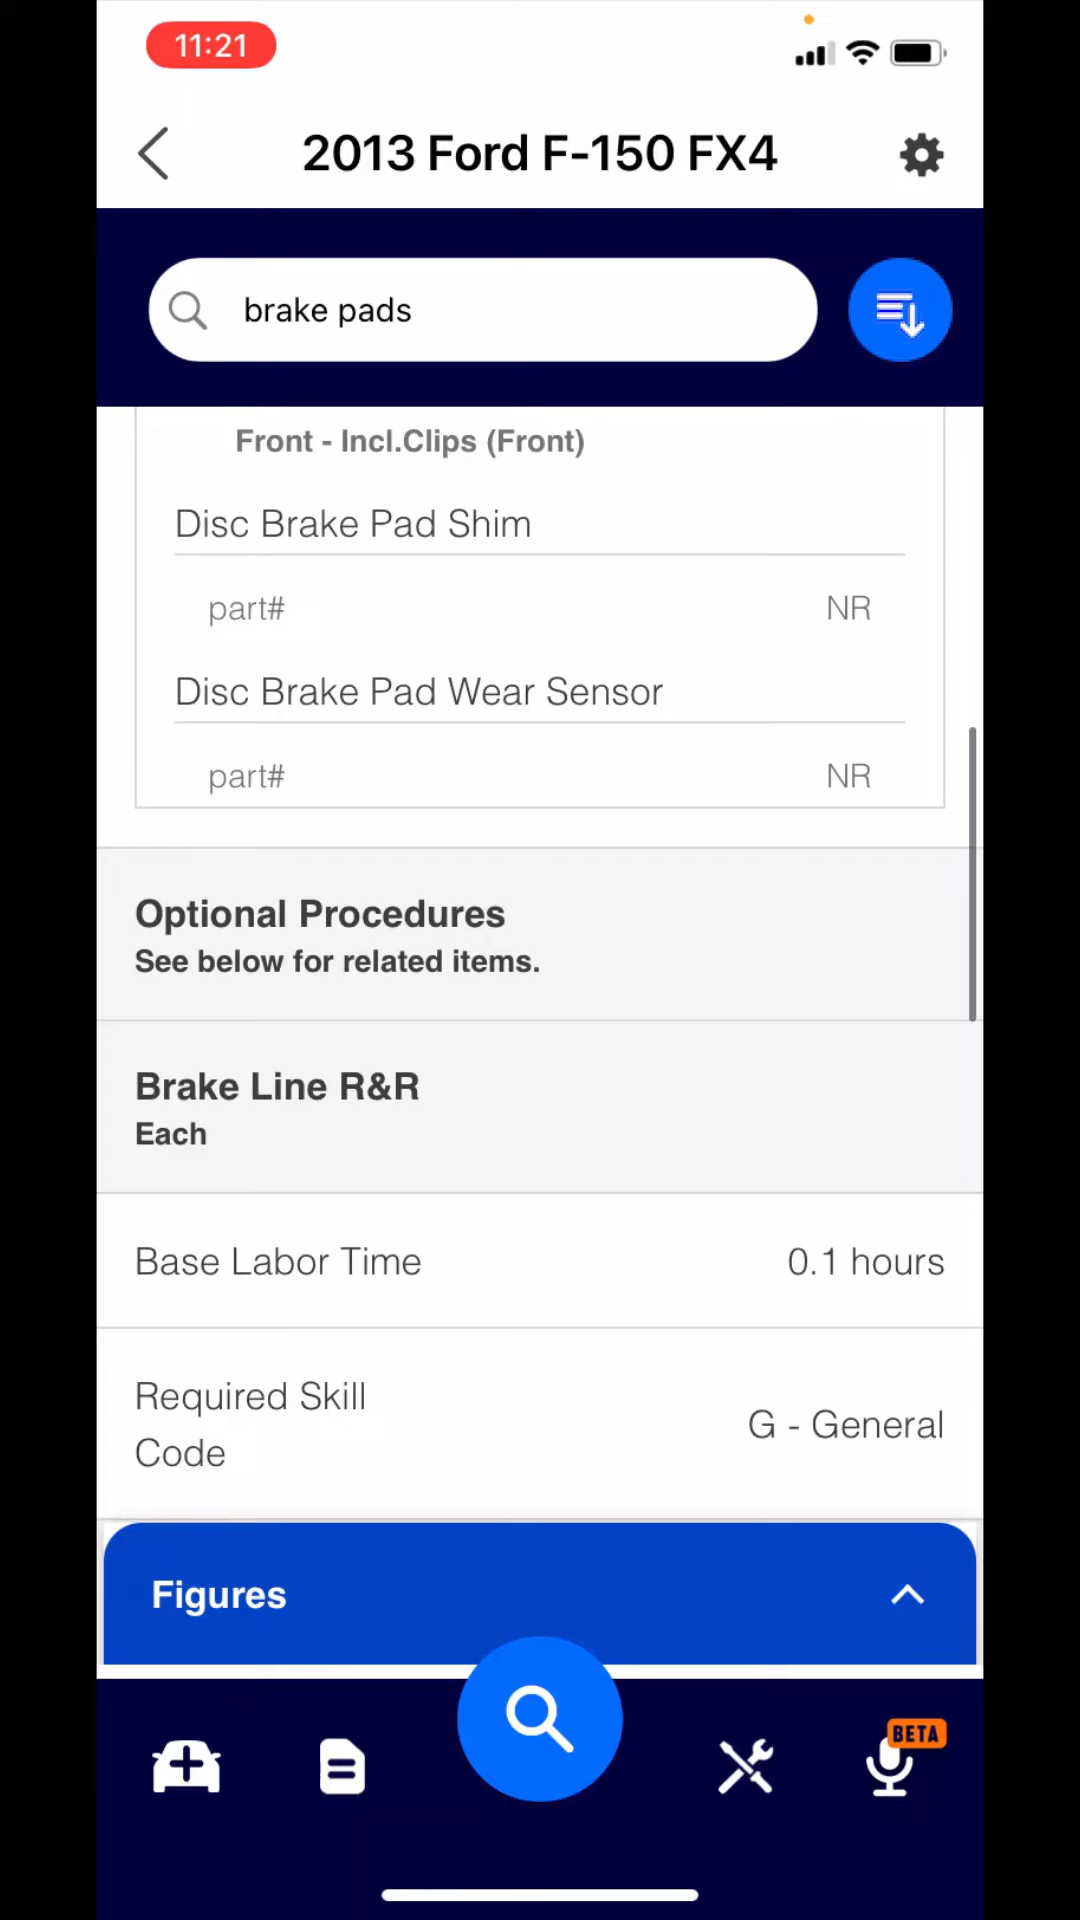 11:21
2013 Ford F-150 FX4
brake pads
Front - Incl.Clips (Front)
Disc Brake Pad Shim
part# NR
Disc Brake Pad Wear Sensor
part# NR
Optional Procedures
See below for related items.
Brake Line R&R
Each
Base Labor Time 0.1 hours
Required Skill
Code
G - General
Figures
BETA